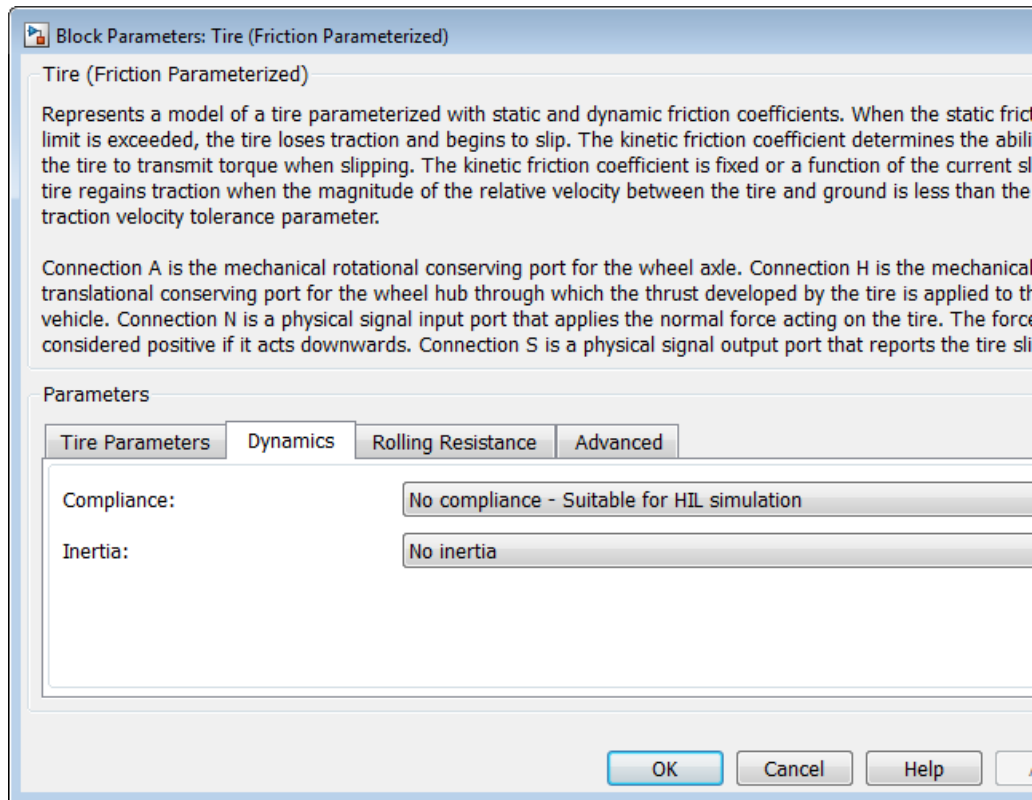 Block Parameters: Tire (Friction Parameterized)
Tire (Friction Parameterized)
Represents a model of a tire parameterized with static and dynamic friction coefficients. When the static
limit is exceeded, the tire loses traction and begins to slip. The kinetic friction coefficient determines the
the tire to transmit torque when slipping. The kinetic friction coefficient is fixed or a function of the current
tire regains traction when the magnitude of the relative velocity between the tire and ground is less than the
traction velocity tolerance parameter.
Connection A is the mechanical rotational conserving port for the wheel axle. Connection H is the mechanical
translational conserving port for the wheel hub through which the thrust developed by the tire is applied to
vehicle. Connection N is a physical signal input port that applies the normal force acting on the tire. The force
considered positive if it acts downwards. Connection S is a physical signal output port that reports the tire
Parameters
Tire Parameters Dynamics Rolling Resistance Advanced
Compliance: No compliance - Suitable for HIL simulation
Inertia: No inertia
OK Cancel Help